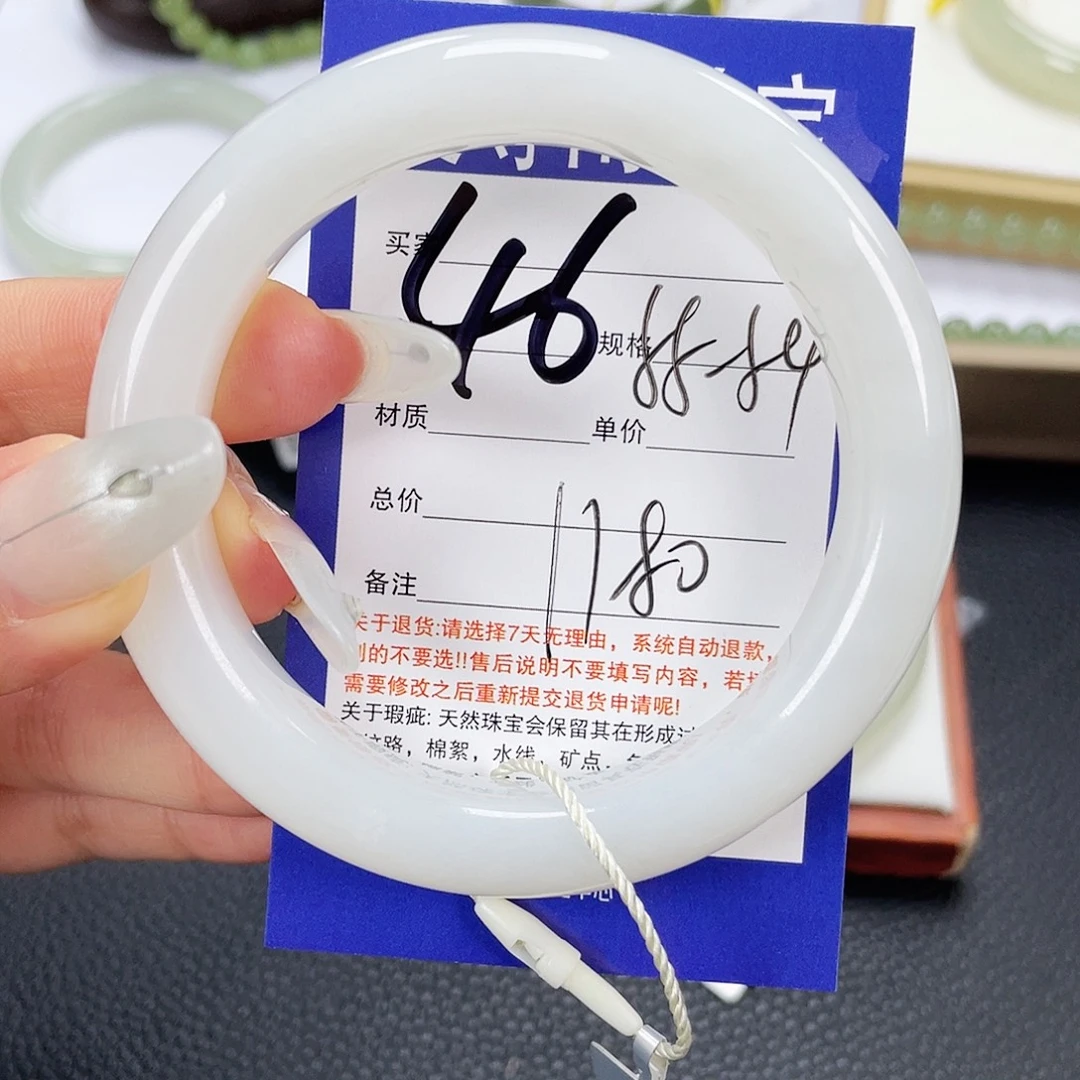 宝
买家
46
规格 88-84
材质 单价
总价
1780
备注
关于退货:请选择7天无理由，系统自动退款，
别的不要选!!售后说明不要填写内容，若
需要修改之后重新提交退货申请呢!
关于瑕疵: 天然珠宝会保留其在形成过
路，棉絮，水线，矿点，